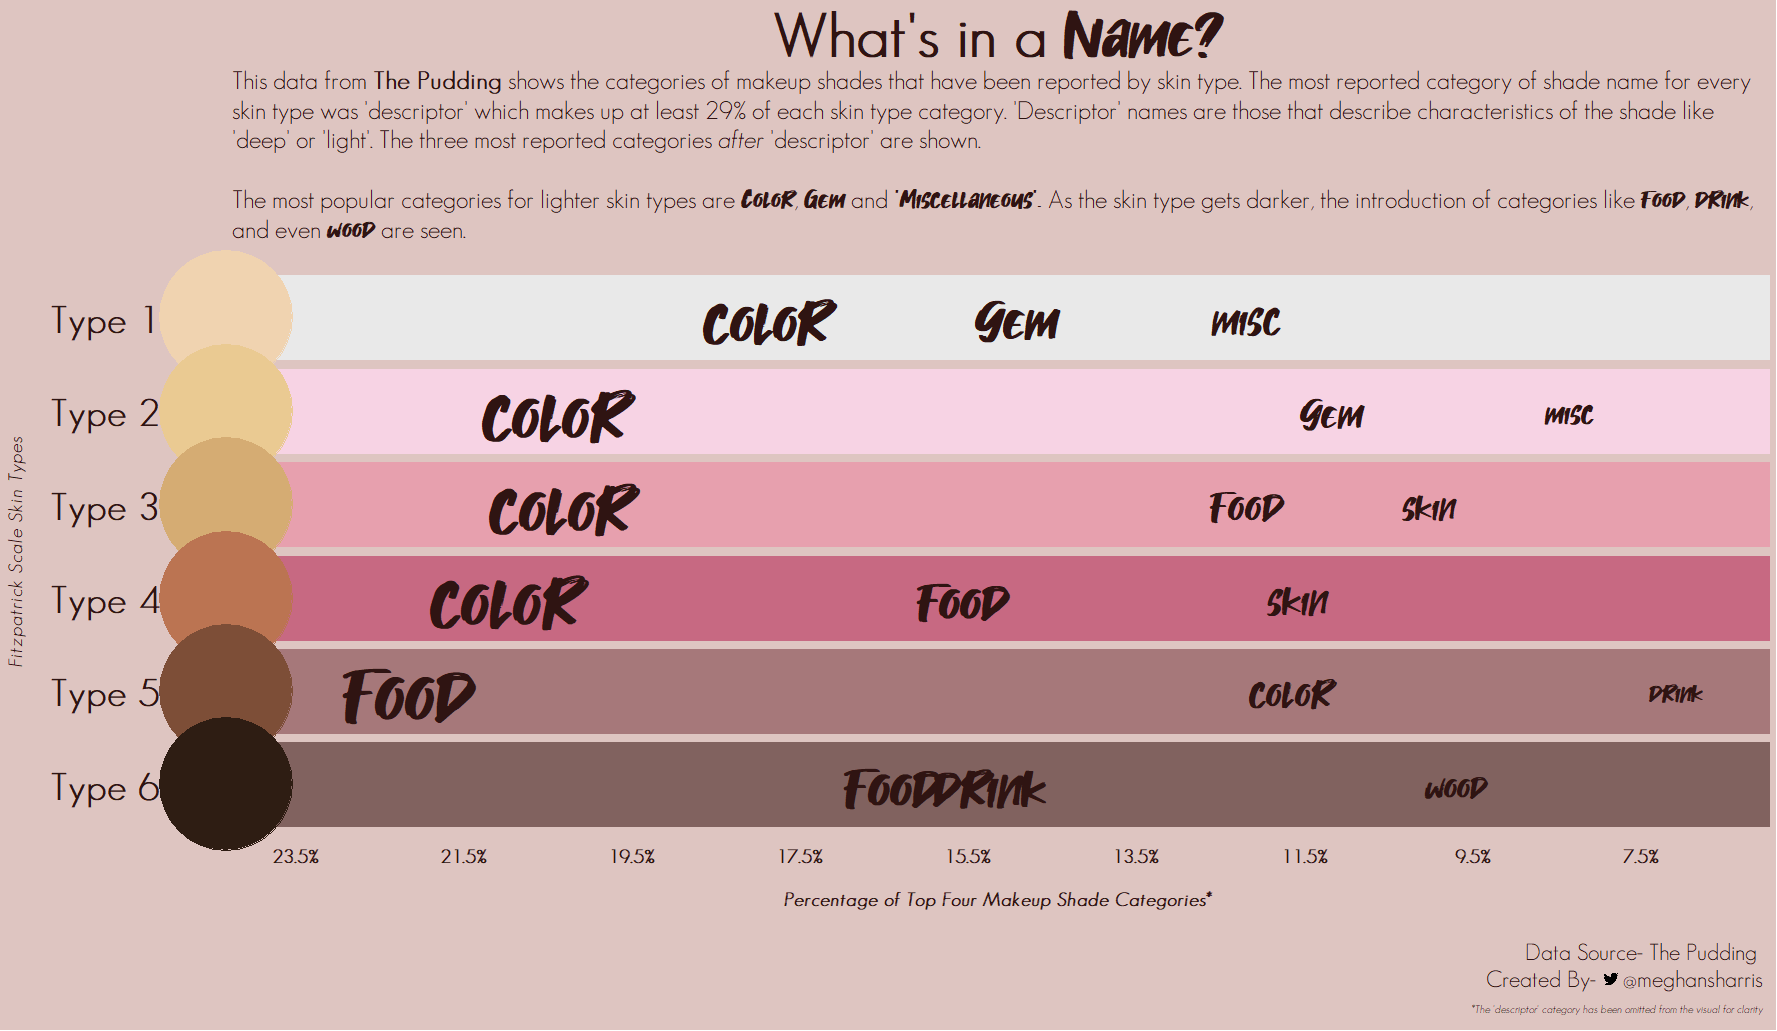 What's in a Name?
This data from The Pudding shows the categories of makeup shades that have been reported by skin type. The most reported category of shade name for every
skin type was 'descriptor' which makes up at least 29% of each skin type category. 'Descriptor' names are those that describe characteristics of the shade like
'deep' or 'light'. The three most reported categories after 'descriptor' are shown.
The most popular categories for lighter skin types are Color, Gem and 'Miscellaneous'. As the skin type gets darker, the introduction of categories like Food, Drink,
and even wood are seen.
Type 1 Color Gem misc
Type 2 Color Gem misc
Type 3 Color Food skin
Type 4 Color Food skin
Type 5 Food Color Drink
Type 6 Food Drink wood
Fitzpatrick Scale Skin Types
23.5% 21.5% 19.5% 17.5% 15.5% 13.5% 11.5% 9.5% 7.5%
Percentage of Top Four Makeup Shade Categories*
Data Source- The Pudding
Created By- @meghansharris
*The 'descriptor' category has been omitted from the visual for clarity